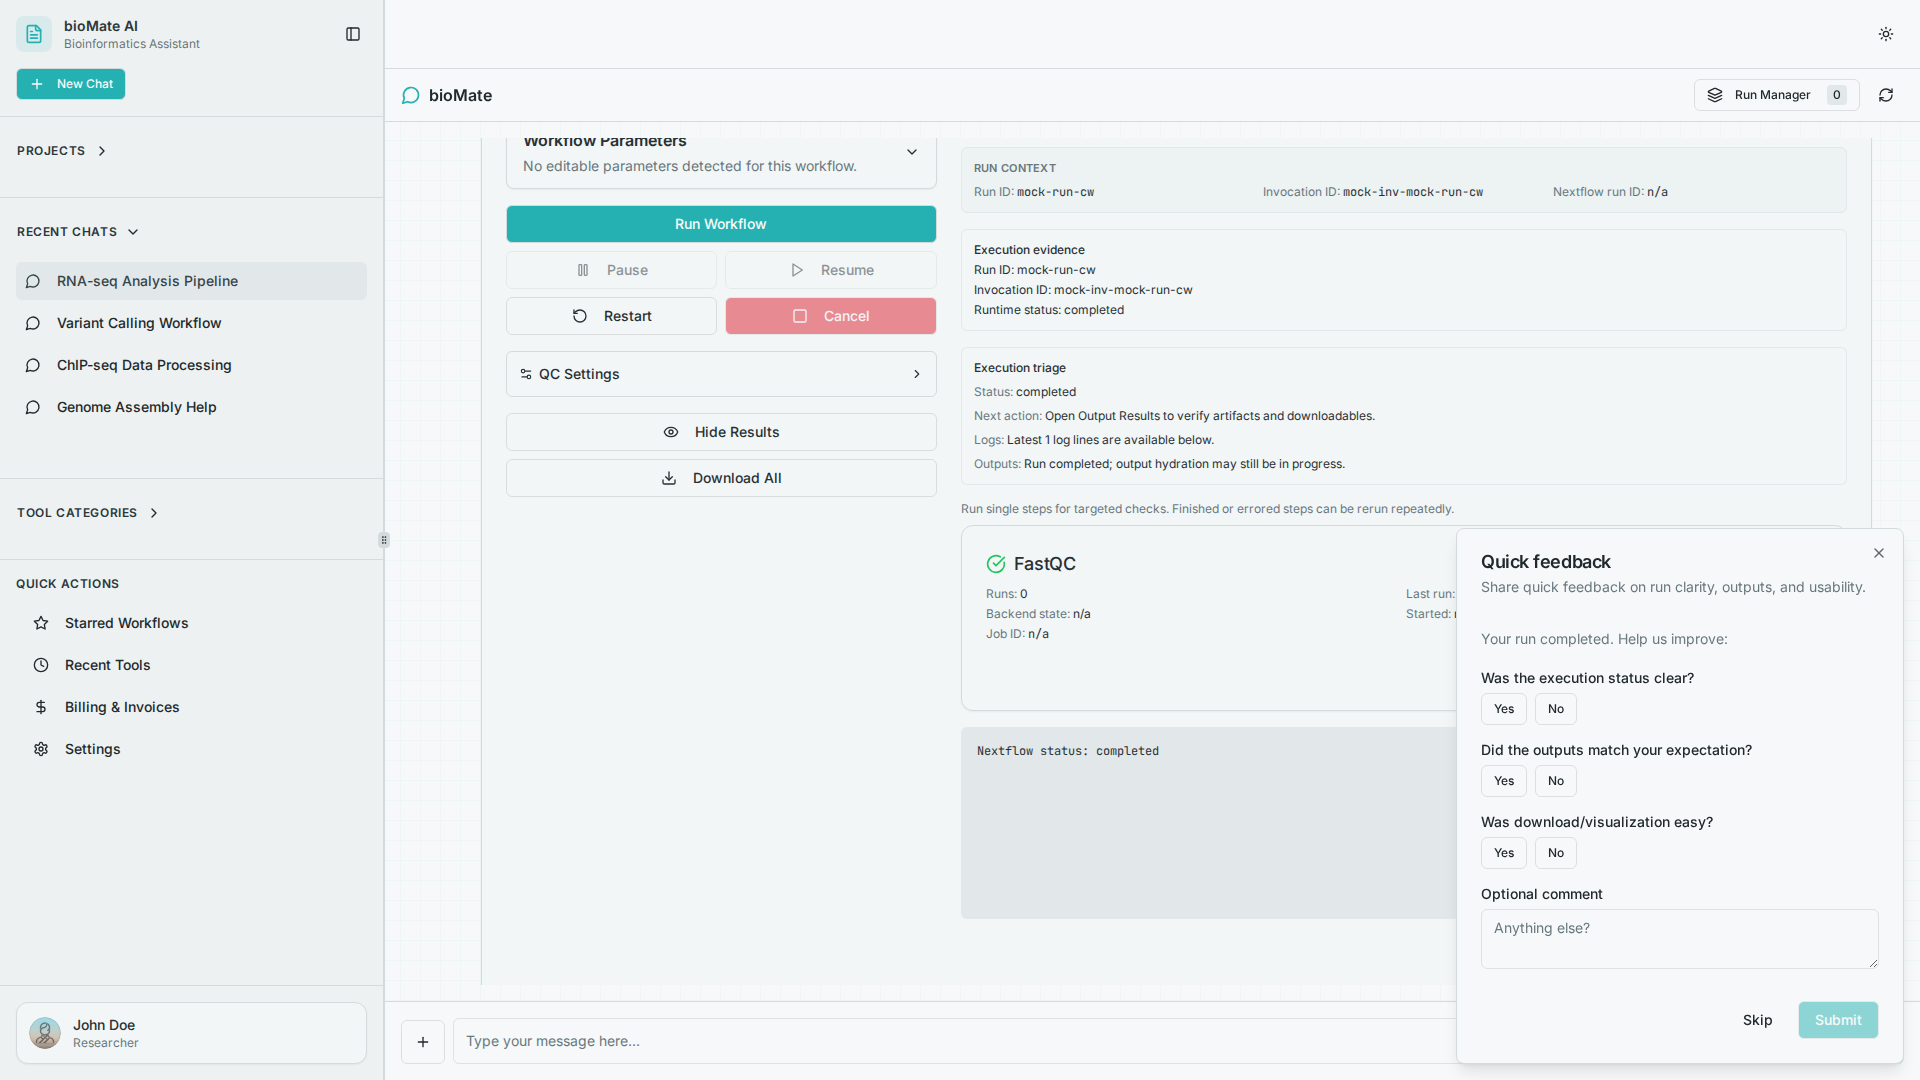 bioMate AI
Bioinformatics Assistant
New Chat
PROJECTS
RECENT CHATS
RNA-seq Analysis Pipeline
Variant Calling Workflow
ChIP-seq Data Processing
Genome Assembly Help
TOOL CATEGORIES
QUICK ACTIONS
Starred Workflows
Recent Tools
Billing & Invoices
Settings
John Doe
Researcher
bioMate
Run Manager 0
Workflow Parameters
No editable parameters detected for this workflow.
Run Workflow
Pause
Resume
Restart
Cancel
QC Settings
Hide Results
Download All
RUN CONTEXT
Run ID: mock-run-cw
Invocation ID: mock-inv-mock-run-cw
Nextflow run ID: n/a
Execution evidence
Run ID: mock-run-cw
Invocation ID: mock-inv-mock-run-cw
Runtime status: completed
Execution triage
Status: completed
Next action: Open Output Results to verify artifacts and downloadables.
Logs: Latest 1 log lines are available below.
Outputs: Run completed; output hydration may still be in progress.
Run single steps for targeted checks. Finished or errored steps can be rerun repeatedly.
FastQC
Runs: 0
Last run:
Backend state: n/a
Started:
Job ID: n/a
Nextflow status: completed
Type your message here...
Quick feedback
Share quick feedback on run clarity, outputs, and usability.
Your run completed. Help us improve:
Was the execution status clear?
Yes No
Did the outputs match your expectation?
Yes No
Was download/visualization easy?
Yes No
Optional comment
Anything else?
Skip
Submit